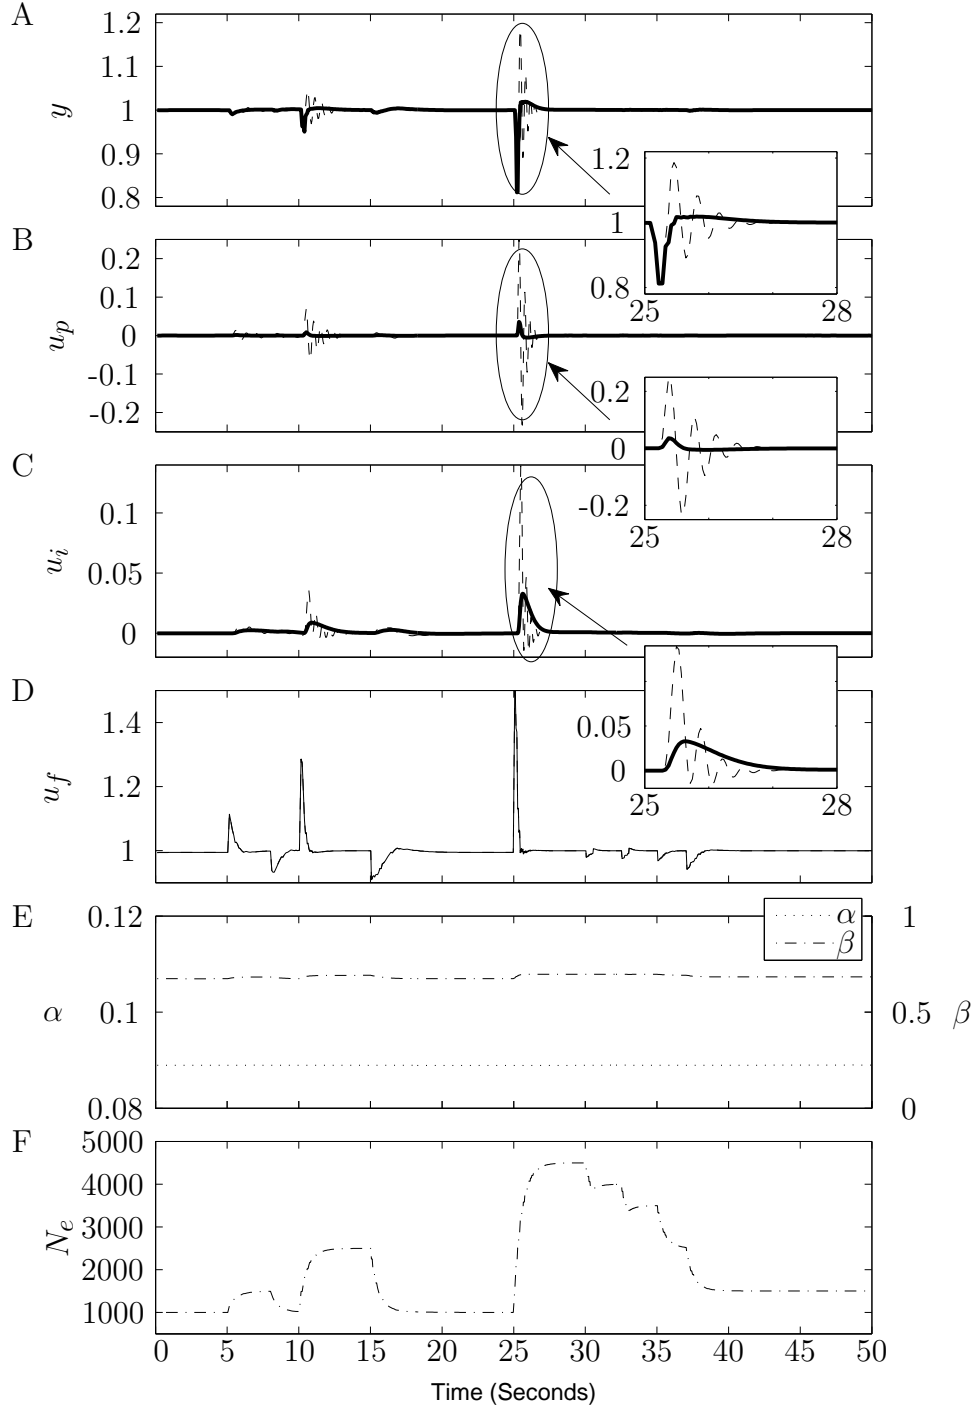 A
1.2
1.1
1
0.9
0.8
y
1.2
1
0.8
25
28
B
0.2
0.1
0
-0.1
-0.2
u_p
0.2
0
-0.2
25
28
C
0.1
0.05
0
u_i
0.05
0
25
28
D
1.4
1.2
1
u_f
E
0.12
0.1
0.08
α
α
β
1
0.5
0
β
F
5000
4000
3000
2000
1000
N_e
0 5 10 15 20 25 30 35 40 45 50
Time (Seconds)